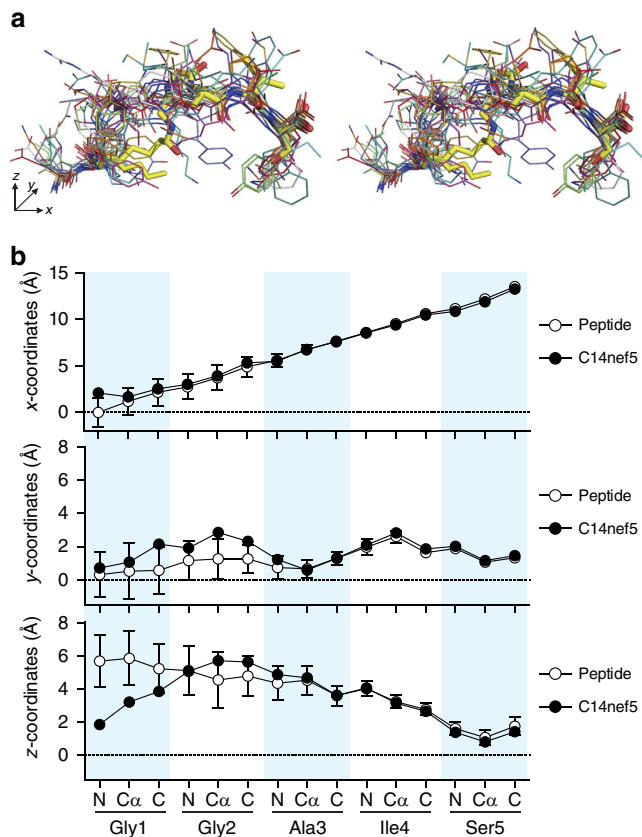 a
z
y
x
b
x-coordinates (Å)
15
10
5
0
Peptide
C14nef5
y-coordinates (Å)
8
6
4
2
0
Peptide
C14nef5
z-coordinates (Å)
8
6
4
2
0
Peptide
C14nef5
N Cα C N Cα C N Cα C N Cα C N Cα C
Gly1 Gly2 Ala3 Ile4 Ser5